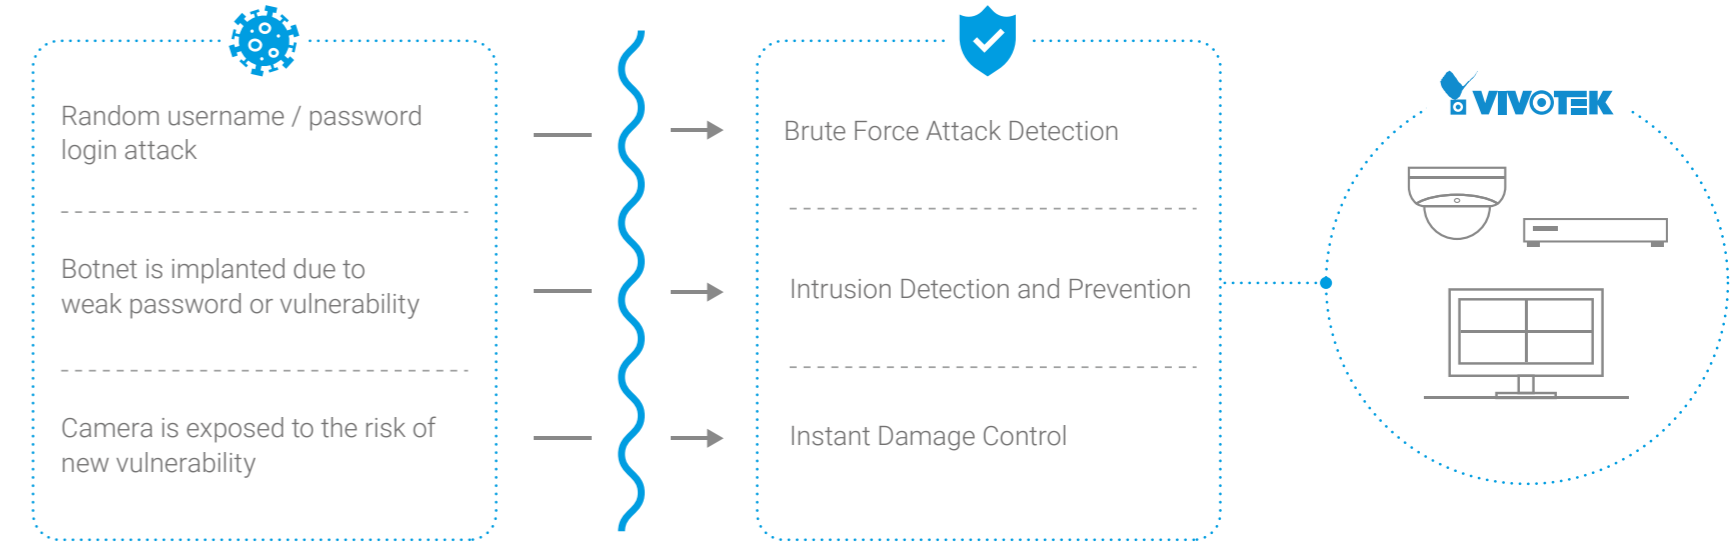 Random username / password
login attack
Botnet is implanted due to
weak password or vulnerability
Camera is exposed to the risk of
new vulnerability
Brute Force Attack Detection
Intrusion Detection and Prevention
Instant Damage Control
VIVOTEK